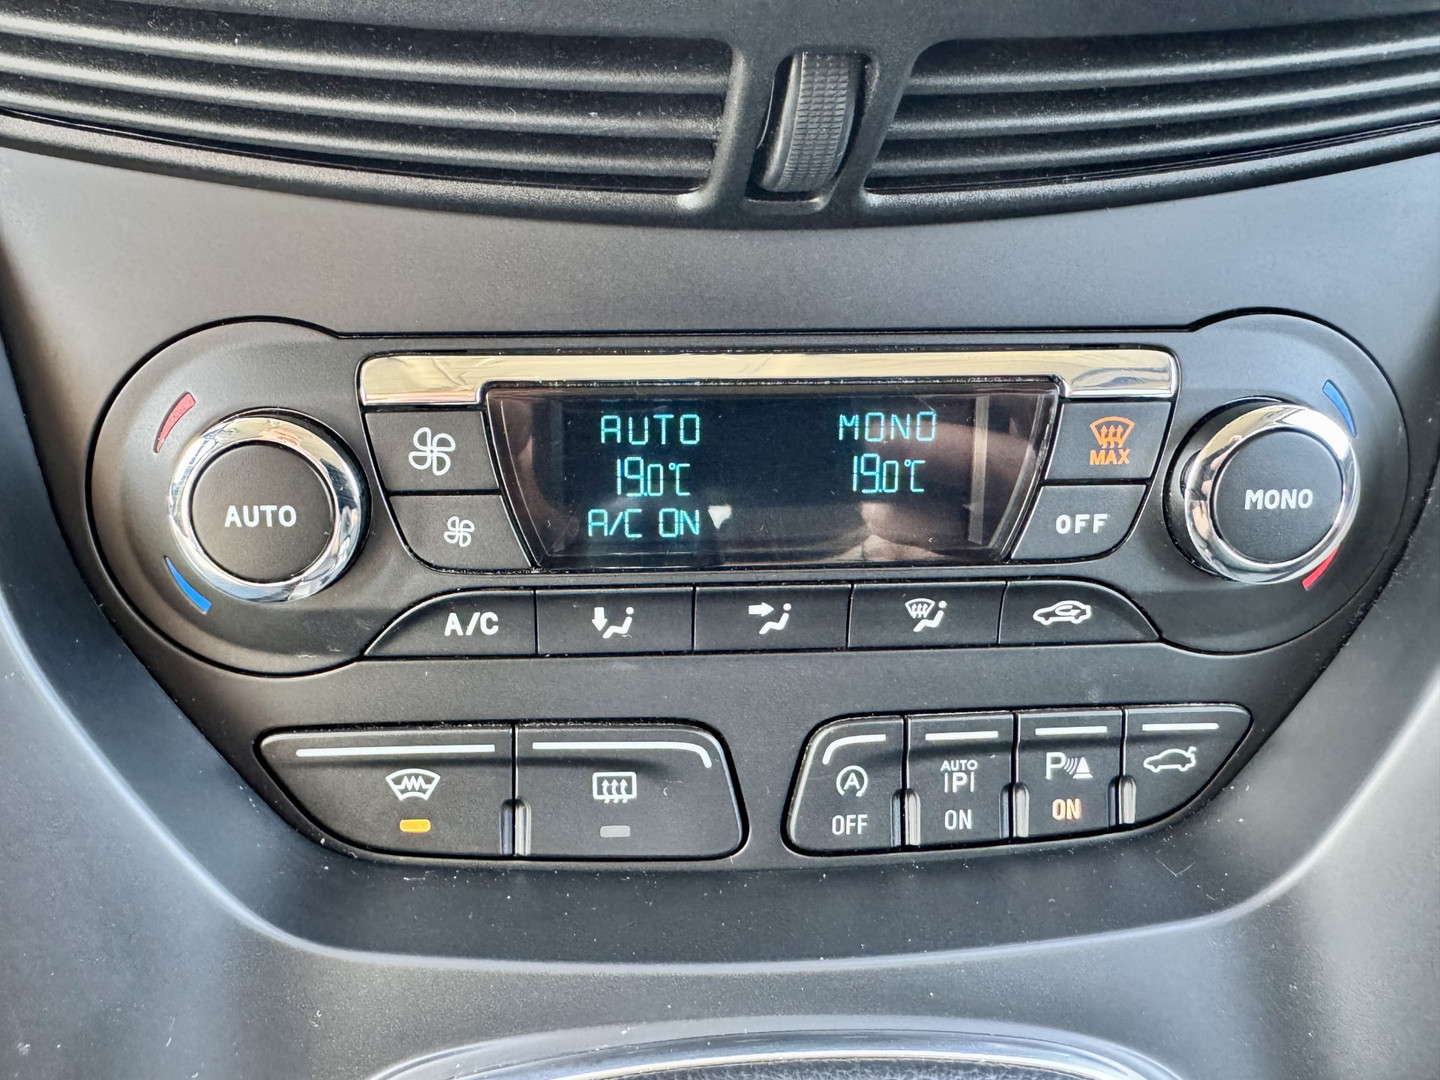 AUTO MONO
19.0°C 19.0°C
A/C ON
MAX
AUTO
OFF
MONO
A/C
A
OFF
AUTO
P
ON
P
ON